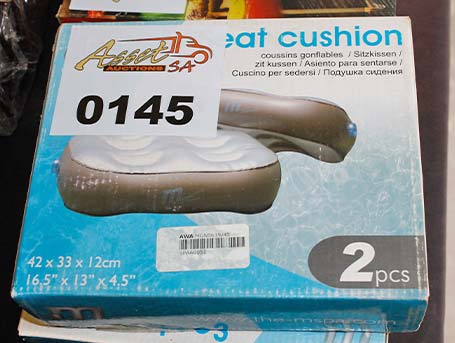 Asset
AUCTIONS SA
0145
eat cushion
coussins gonflables / Sitzkissen /
zit kussen / Asiento para sentarse /
Cuscino per sedersi / Подушка сидения
42 x 33 x 12cm
16,5" x 13" x 4.5"
AWA
2pcs